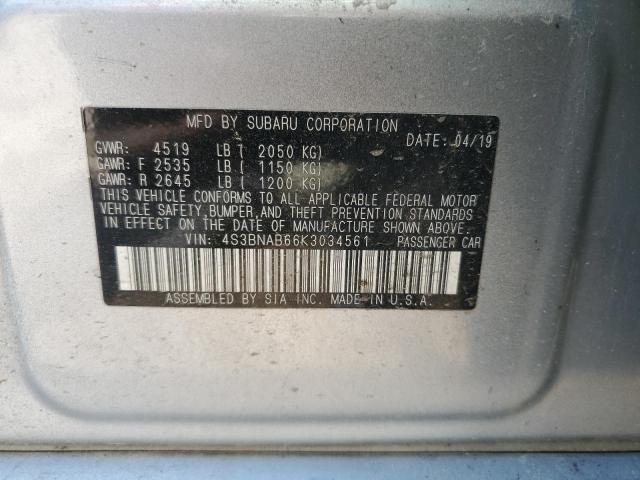 MFD BY SUBARU CORPORATION
DATE: 04/19
GVWR: 4519 LB ( 2050 KG)
GAWR: F 2535 LB ( 1150 KG)
GAWR: R 2645 LB ( 1200 KG)
THIS VEHICLE CONFORMS TO ALL APPLICABLE FEDERAL MOTOR
VEHICLE SAFETY, BUMPER, AND THEFT PREVENTION STANDARDS
IN EFFECT ON THE DATE OF MANUFACTURE SHOWN ABOVE.
VIN: 4S3BNAB66K3034561 PASSENGER CAR
ASSEMBLED BY SIA INC. MADE IN U.S.A.